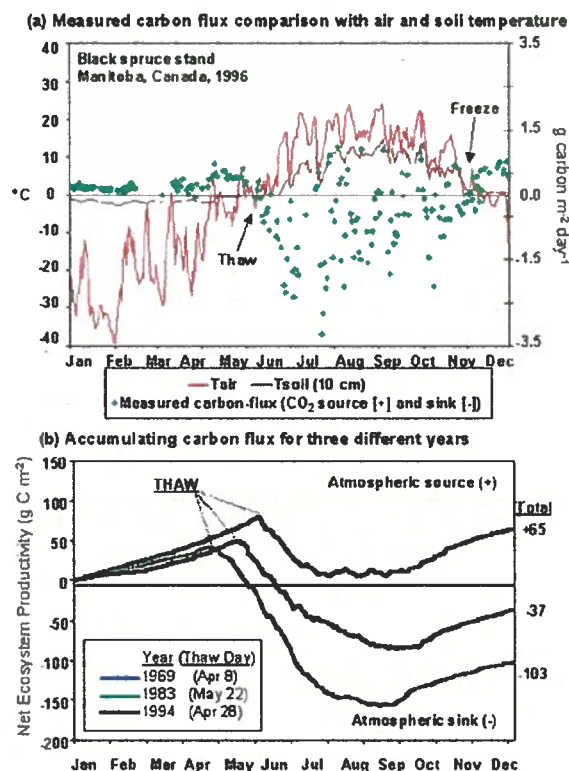 (a) Measured carbon flux comparison with air and soil temperature
40
30
20
10
0
-10
-20
-30
-40
°C
3.5
1.5
0.0
-1.5
-3.5
g carbon m⁻² day⁻¹
Black spruce stand
Manitoba, Canada, 1996
Freeze
Thaw
Jan Feb Mar Apr May Jun Jul Aug Sep Oct Nov Dec
Tair Tsoil (10 cm)
Measured carbon-flux (CO₂ source [+] and sink [-])
(b) Accumulating carbon flux for three different years
150
100
50
0
-50
-100
-150
-200
Net Ecosystem Productivity (g C m⁻²)
THAW
Atmospheric source (+)
Total
+65
-37
-103
Year (Thaw Day)
1969 (Apr 8)
1983 (May 22)
1994 (Apr 28)
Atmospheric sink (-)
Jan Feb Mar Apr May Jun Jul Aug Sep Oct Nov Dec